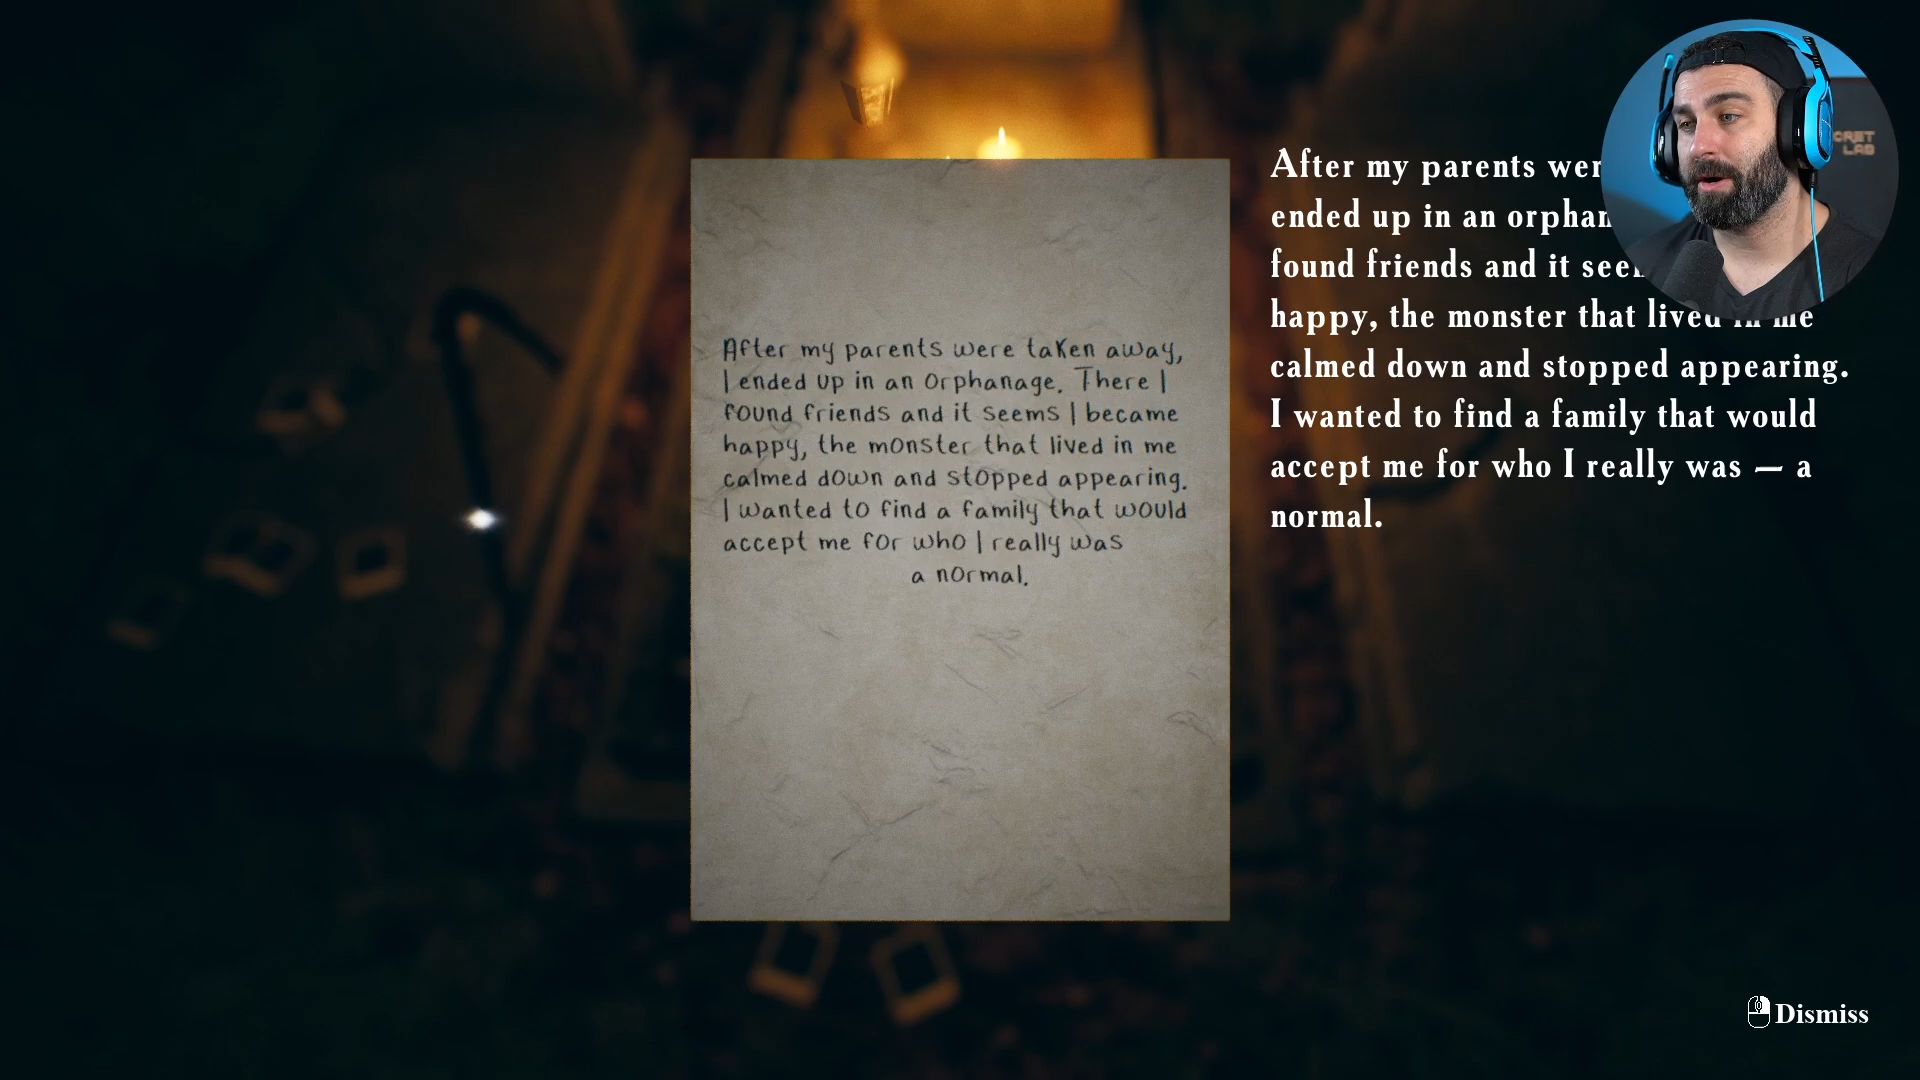 After my parents were taken away,
I ended up in an orphanage. There I
found friends and it seems I became
happy, the monster that lived in me
calmed down and stopped appearing.
I wanted to find a family that would
accept me for who I really was
a normal.
After my parents wer
ended up in an orphan
found friends and it see
happy, the monster that lived in me
calmed down and stopped appearing.
I wanted to find a family that would
accept me for who I really was — a
normal.
CRET
LAB
Dismiss